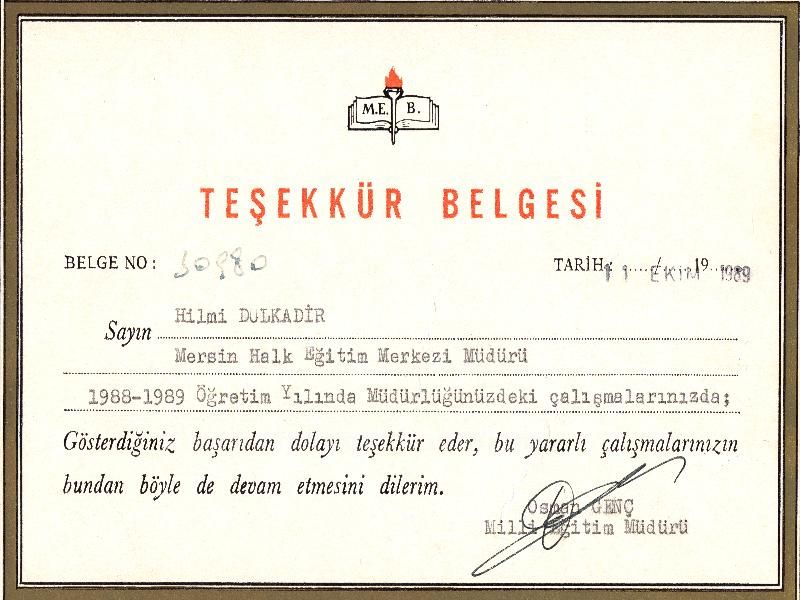 M.E. B.
TEŞEKKÜR BELGESİ
BELGE NO :
TARİH: 11 EKİM 1989
Hilmi DULKADİR
Sayın
Mersin Halk Eğitim Merkezi Müdürü
1988-1989 Öğretim Yılında Müdürlüğünüzdeki çalışmalarınızda;
Gösterdiğiniz başarıdan dolayı teşekkür eder, bu yararlı çalışmalarınızın
bundan böyle de devam etmesini dilerim.
Osman GENÇ
Milli Eğitim Müdürü